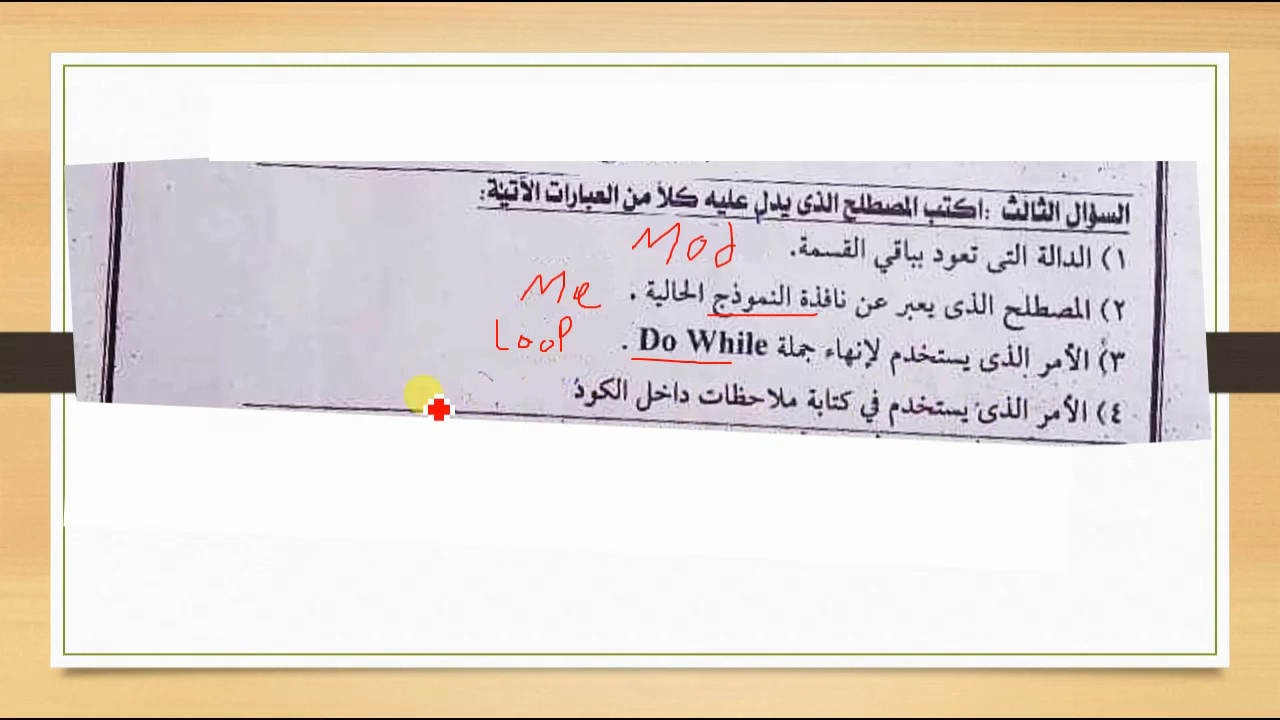 السؤال الثالث :اكتب المصطلح الذى يدل عليه كلاً من العبارات الآتية:
١) الدالة التى تعود بباقي القسمة. Mod
٢) المصطلح الذى يعبر عن نافذة النموذج الحالية . Me
٣) الأمر الذى يستخدم لإنهاء جملة Do While . Loop
٤) الأمر الذى يستخدم في كتابة ملاحظات داخل الكود